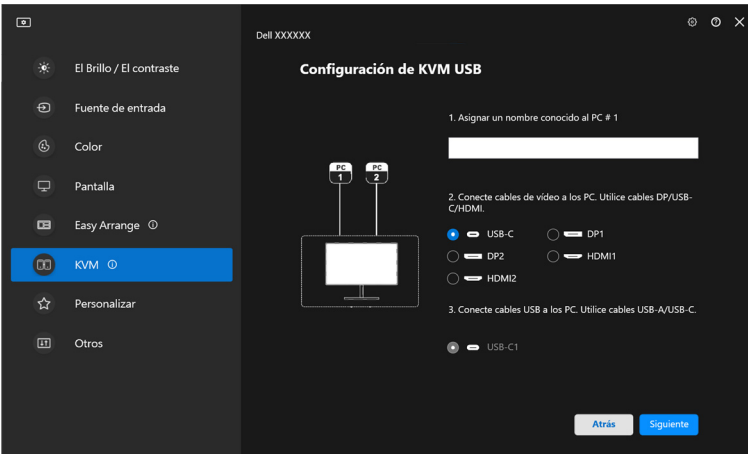 Dell XXXXXX
El Brillo / El contraste
Fuente de entrada
Color
Pantalla
Easy Arrange
KVM
Personalizar
Otros
Configuración de KVM USB
PC 1
PC 2
1. Asignar un nombre conocido al PC # 1
2. Conecte cables de vídeo a los PC. Utilice cables DP/USB-
C/HDMI.
USB-C
DP1
DP2
HDMI1
HDMI2
3. Conecte cables USB a los PC. Utilice cables USB-A/USB-C.
USB-C1
Atrás
Siguiente